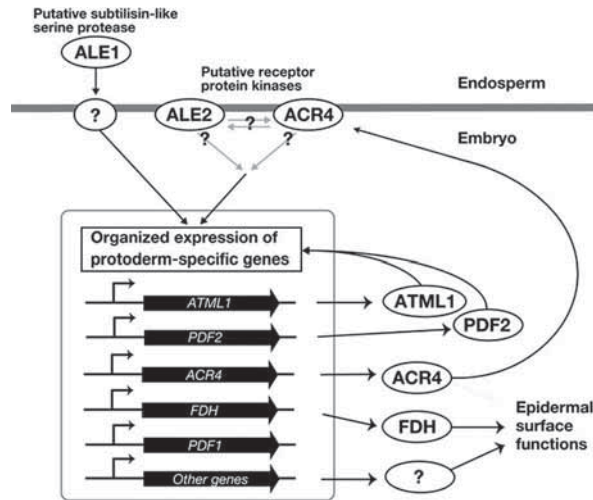 Putative subtilisin-like
serine protease
ALE1
Putative receptor
protein kinases
Endosperm
?
ALE2
?
ACR4
?
?
Embryo
Organized expression of
protoderm-specific genes
ATML1
ATML1
PDF2
PDF2
ACR4
ACR4
FDH
FDH
Epidermal
surface
functions
PDF1
Other genes
?